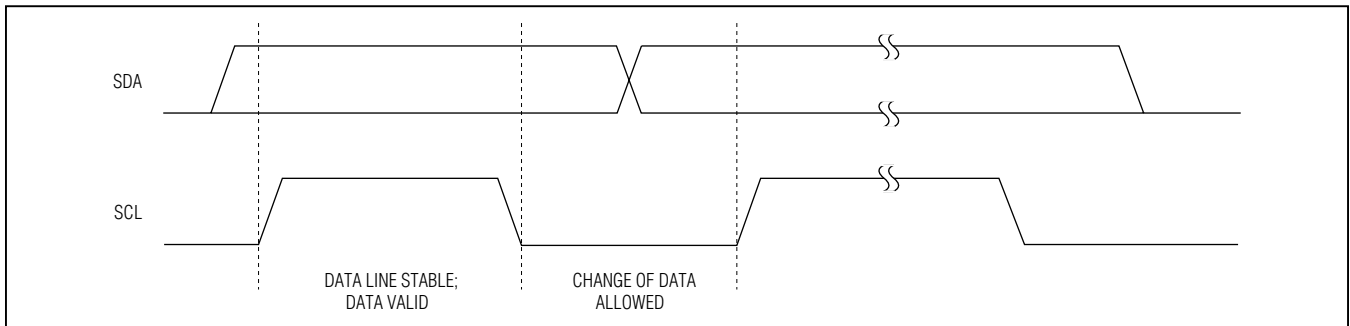 SDA
SCL
DATA LINE STABLE;
DATA VALID
CHANGE OF DATA
ALLOWED